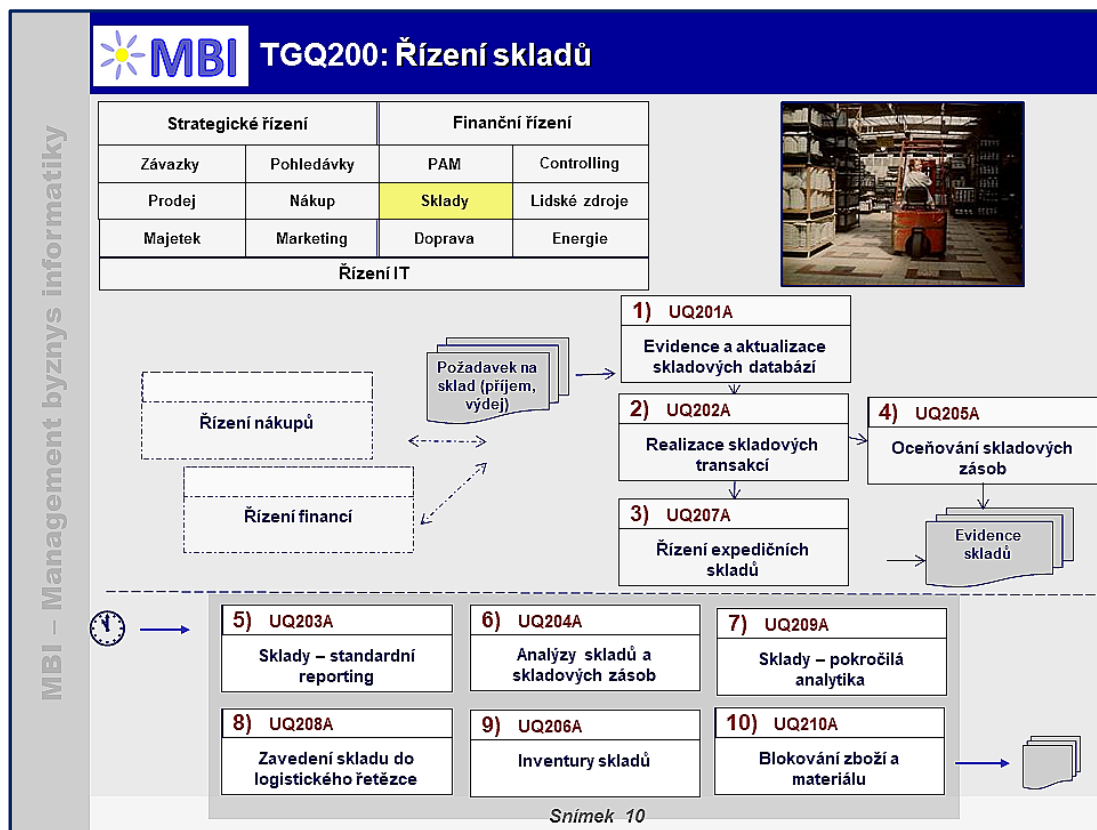 MBI
TGQ200: Řízení skladů
MBI – Management byznys informatiky
Strategické řízení
Finanční řízení
Závazky
Pohledávky
PAM
Controlling
Prodej
Nákup
Sklady
Lidské zdroje
Majetek
Marketing
Doprava
Energie
Řízení IT
1) UQ201A
Evidence a aktualizace
skladových databází
Požadavek na
sklad (příjem,
výdej)
Řízení nákupů
Řízení financí
2) UQ202A
Realizace skladových
transakcí
4) UQ205A
Oceňování skladových
zásob
3) UQ207A
Řízení expedičních
skladů
Evidence
skladů
5) UQ203A
Sklady – standardní
reporting
6) UQ204A
Analýzy skladů a
skladových zásob
7) UQ209A
Sklady – pokročilá
analytika
8) UQ208A
Zavedení skladu do
logistického řetězce
9) UQ206A
Inventury skladů
10) UQ210A
Blokování zboží a
materiálu
Snímek 10